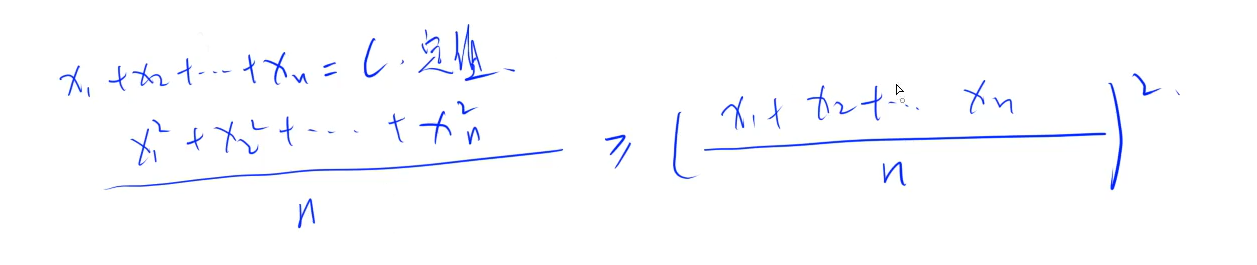 x₁ + x₂ + ⋯ + xₙ = C. 定值.
(x₁² + x₂² + ⋯ + xₙ²)/n ≥ [(x₁ + x₂ + ⋯ xₙ)/n]².